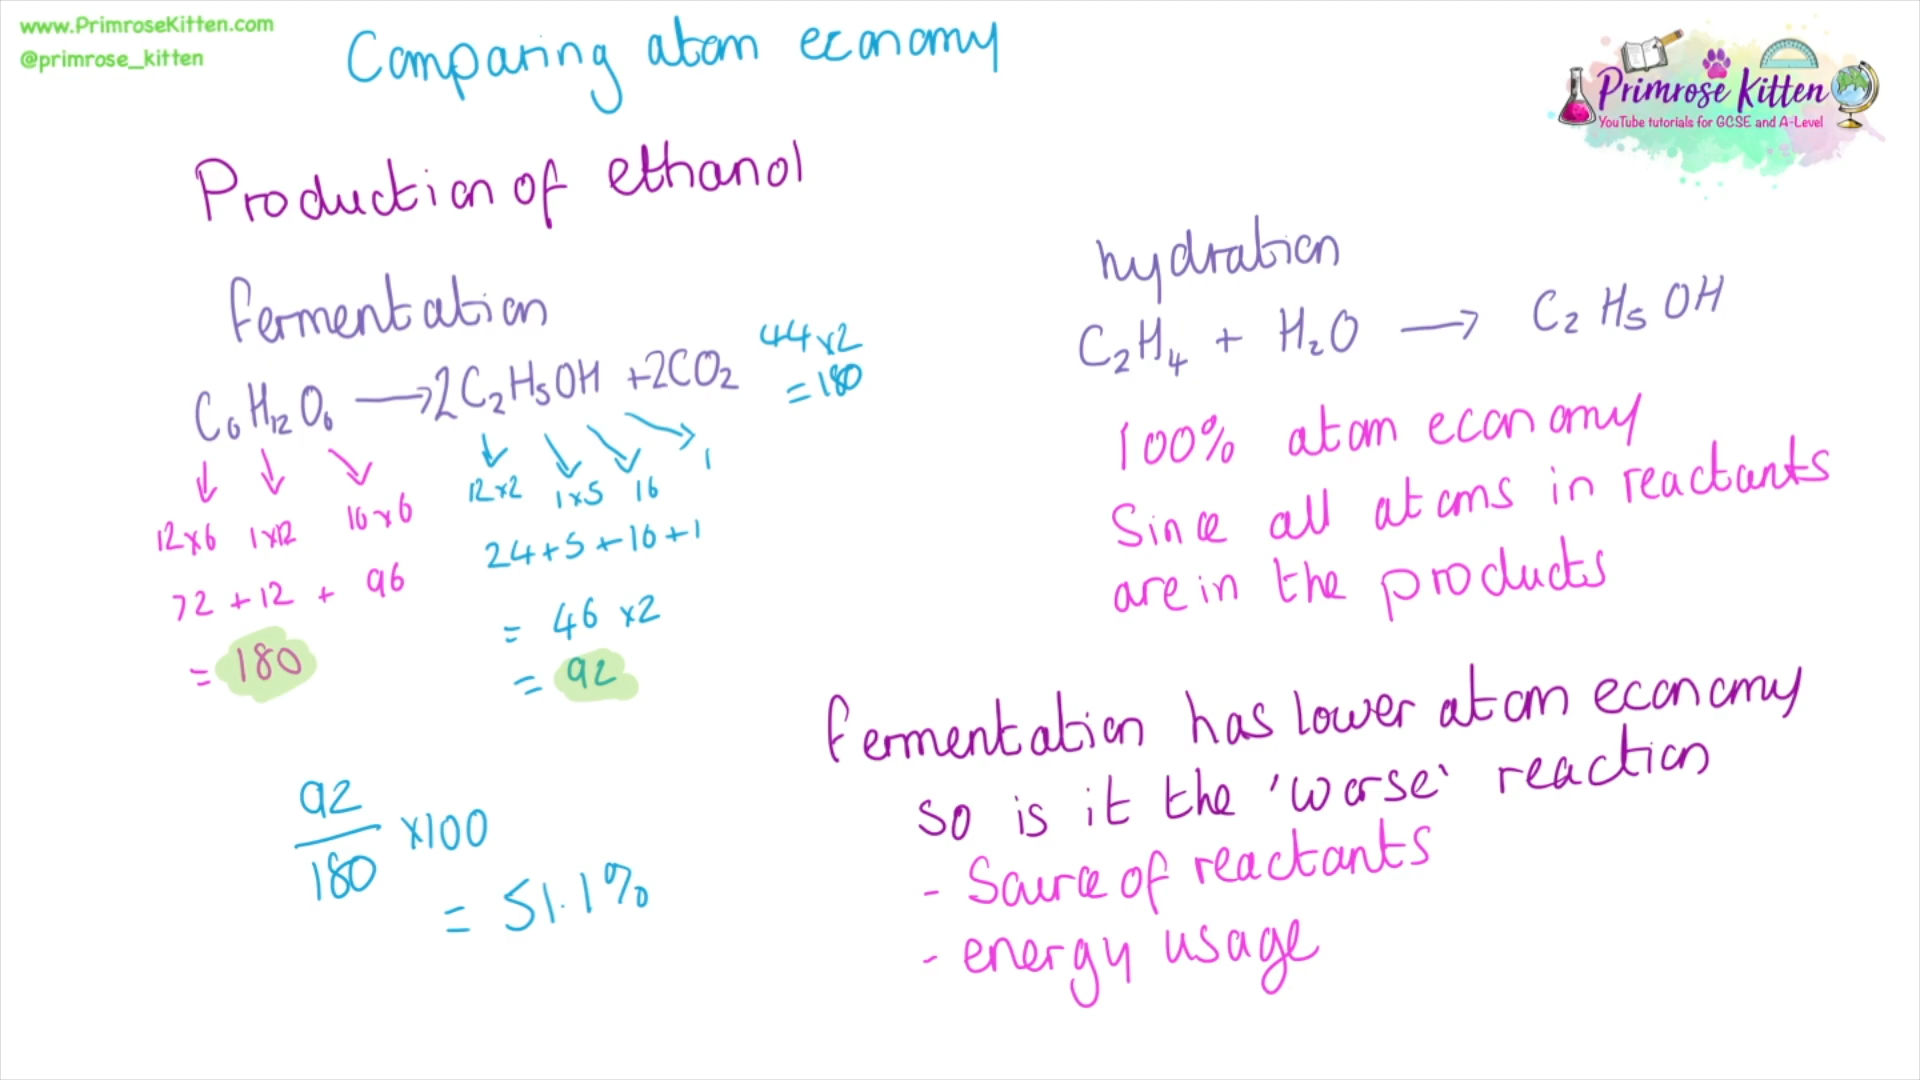 www.PrimroseKitten.com
@primrose_kitten
Comparing atom economy
Primrose Kitten
YouTube tutorials for GCSE and A-Level
Production of ethanol
fermentation
C₆H₁₂O₆ → 2C₂H₅OH + 2CO₂
44x2
= 180
12x6 1x12 16x6
72 + 12 + 96
= 180
12x2 1x5 16 1
24+5+16+1
= 46 x2
= 92
92
180
x100
= 51.1%
hydration
C₂H₄ + H₂O → C₂H₅OH
100% atom economy
Since all atoms in reactants
are in the products
fermentation has lower atom economy
so is it the 'worse' reaction
- Source of reactants
- energy usage